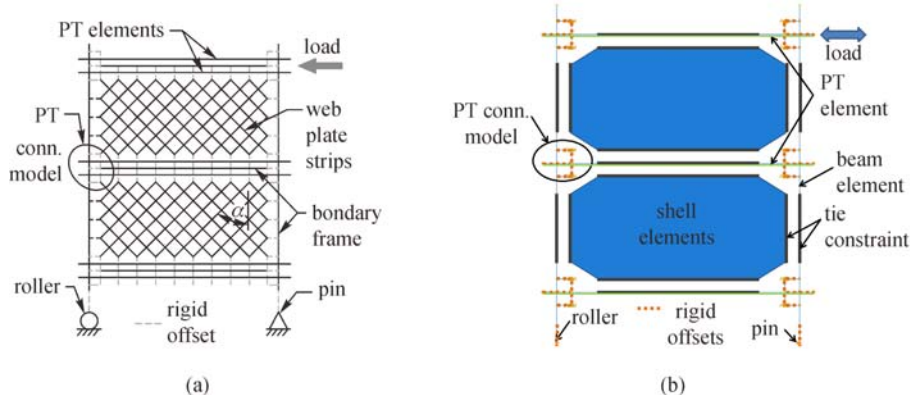 PT elements
load
PT
conn.
model
web
plate
strips
α
bondary
frame
roller
pin
rigid
offset
(a)
load
PT
element
PT conn.
model
beam
element
shell
elements
tie
constraint
roller
rigid
offsets
pin
(b)